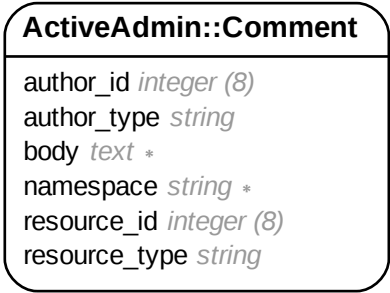 ActiveAdmin::Comment
author_id integer (8)
author_type string
body text *
namespace string *
resource_id integer (8)
resource_type string